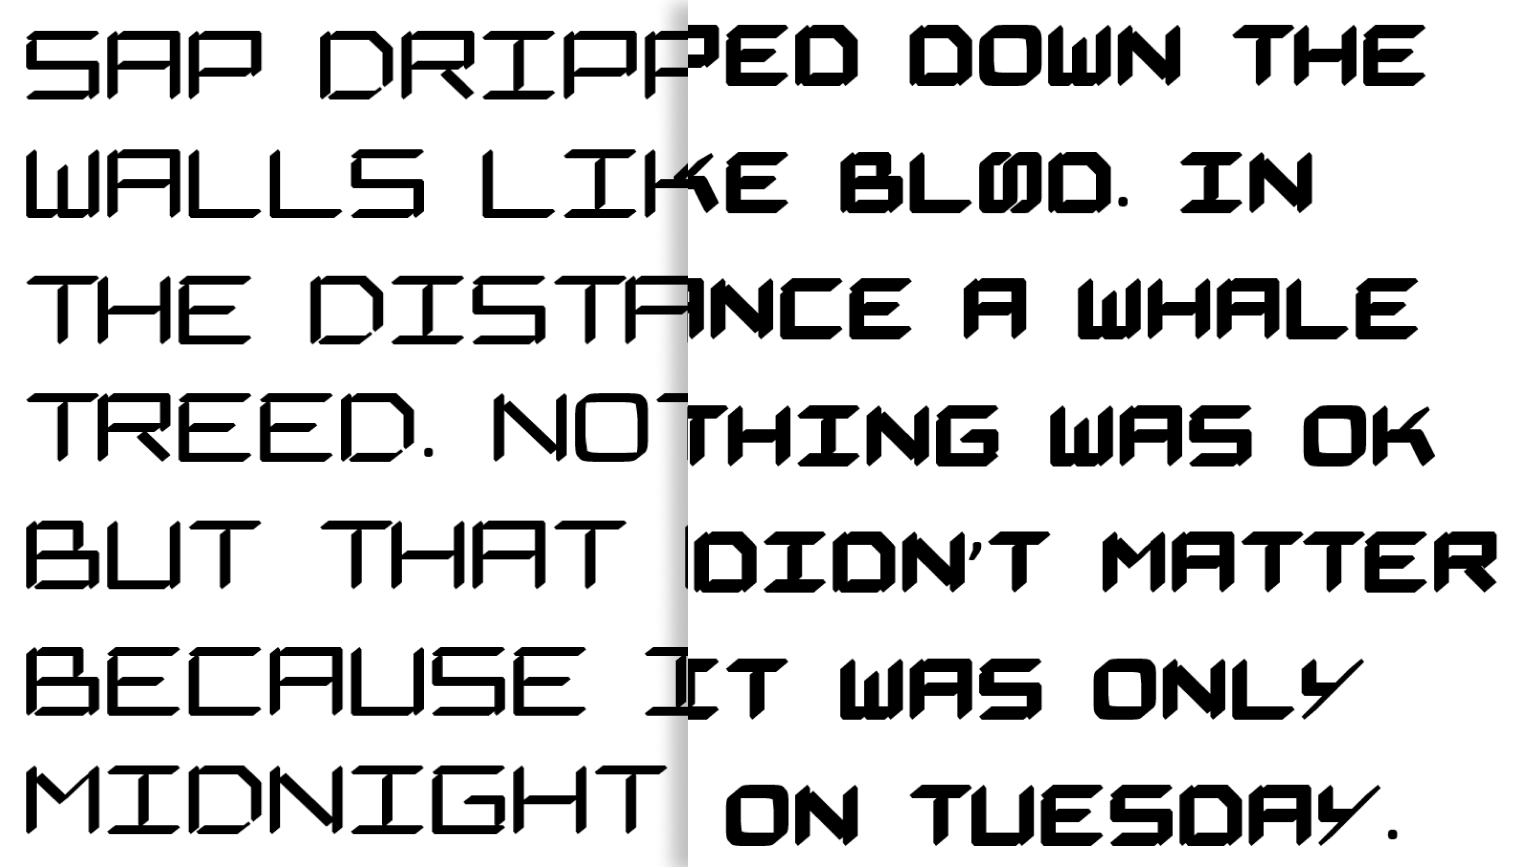 SAP DRIPPED DOWN THE
WALLS LIKE BLOOD. IN
THE DISTANCE A WHALE
TREED. NOTHING WAS OK
BUT THAT DIDN'T MATTER
BECAUSE IT WAS ONLY
MIDNIGHT ON TUESDAY.